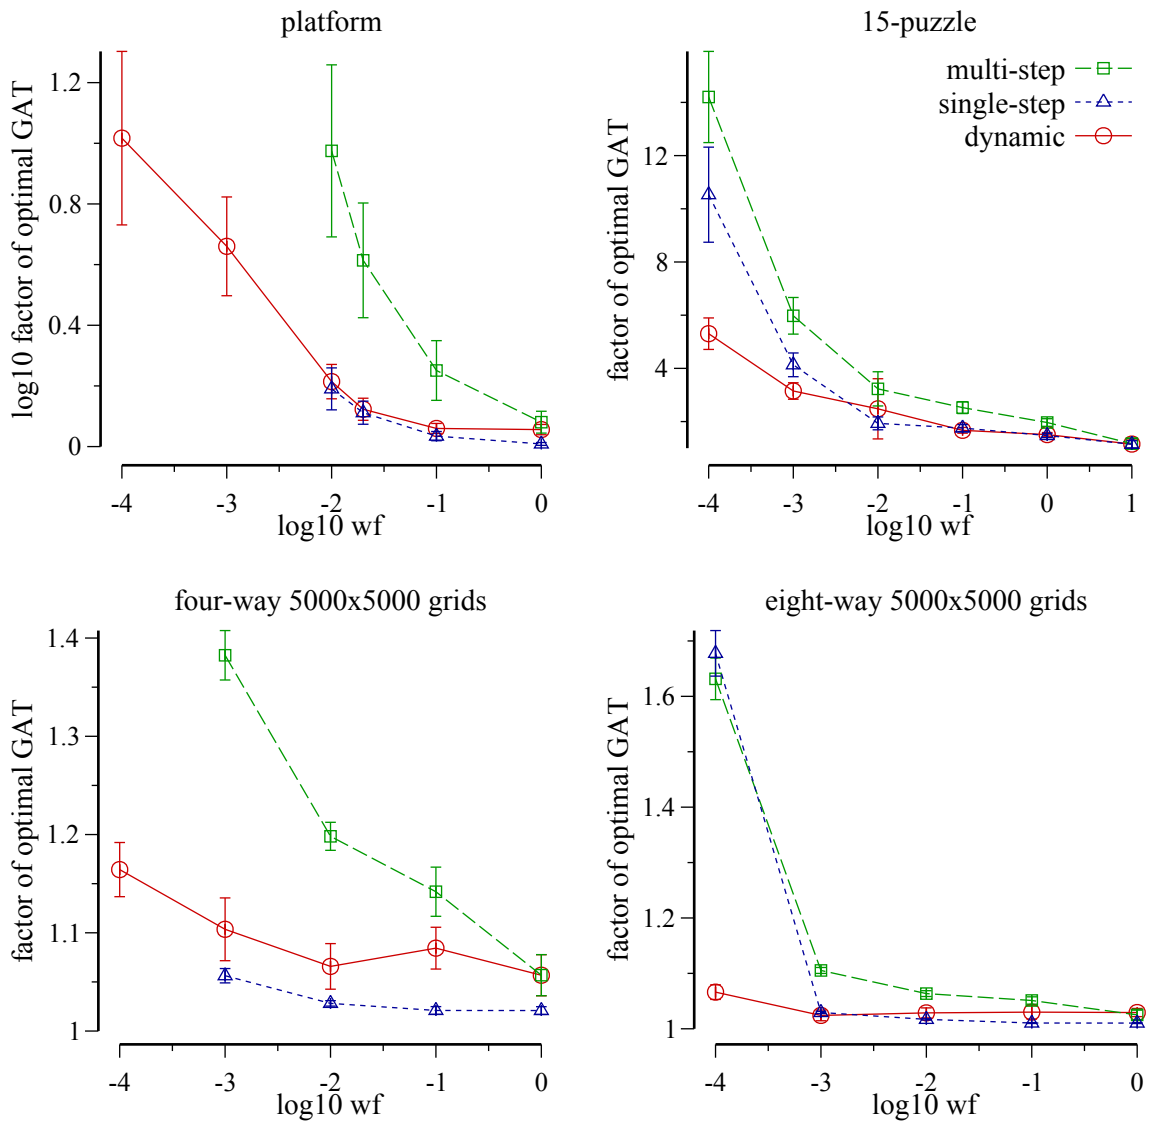 platform
log10 factor of optimal GAT
1.2
0.8
0.4
0
-4 -3 -2 -1 0
log10 wf
15-puzzle
factor of optimal GAT
12
8
4
multi-step
single-step
dynamic
-4 -3 -2 -1 0 1
log10 wf
four-way 5000x5000 grids
factor of optimal GAT
1.4
1.3
1.2
1.1
1
-4 -3 -2 -1 0
log10 wf
eight-way 5000x5000 grids
factor of optimal GAT
1.6
1.4
1.2
1
-4 -3 -2 -1 0
log10 wf